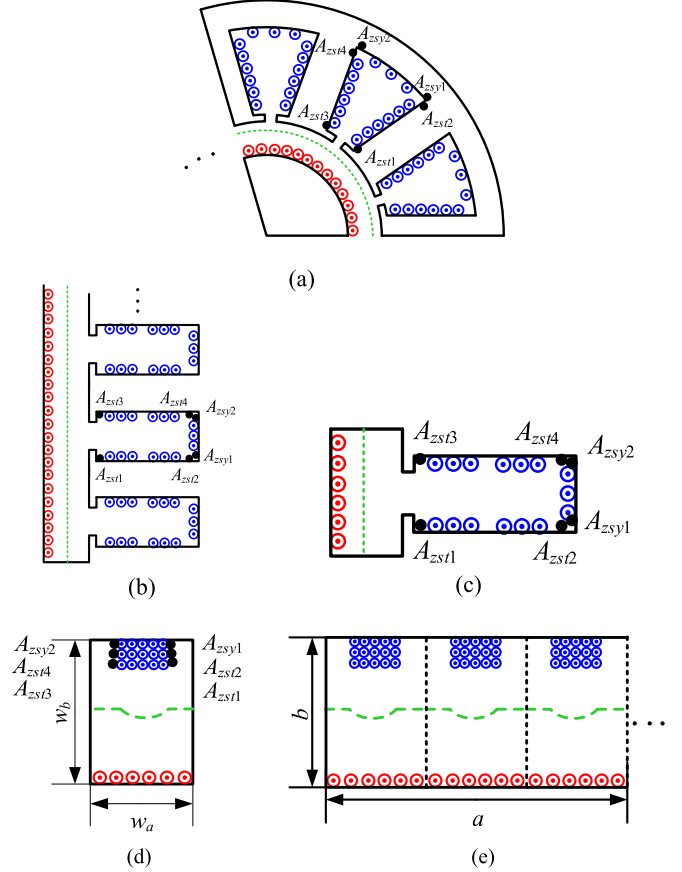 A_zsy2
A_zst4
A_zsy1
A_zst3
A_zst2
A_zst1
(a)
A_zst3 A_zst4
A_zsy2
A_zsy1
A_zst1 A_zst2
(b)
A_zst3 A_zst4
A_zsy2
A_zsy1
A_zst1 A_zst2
(c)
A_zsy2 A_zsy1
A_zst4 A_zst2
A_zst3 A_zst1
w_b
w_a
(d)
b
a
(e)